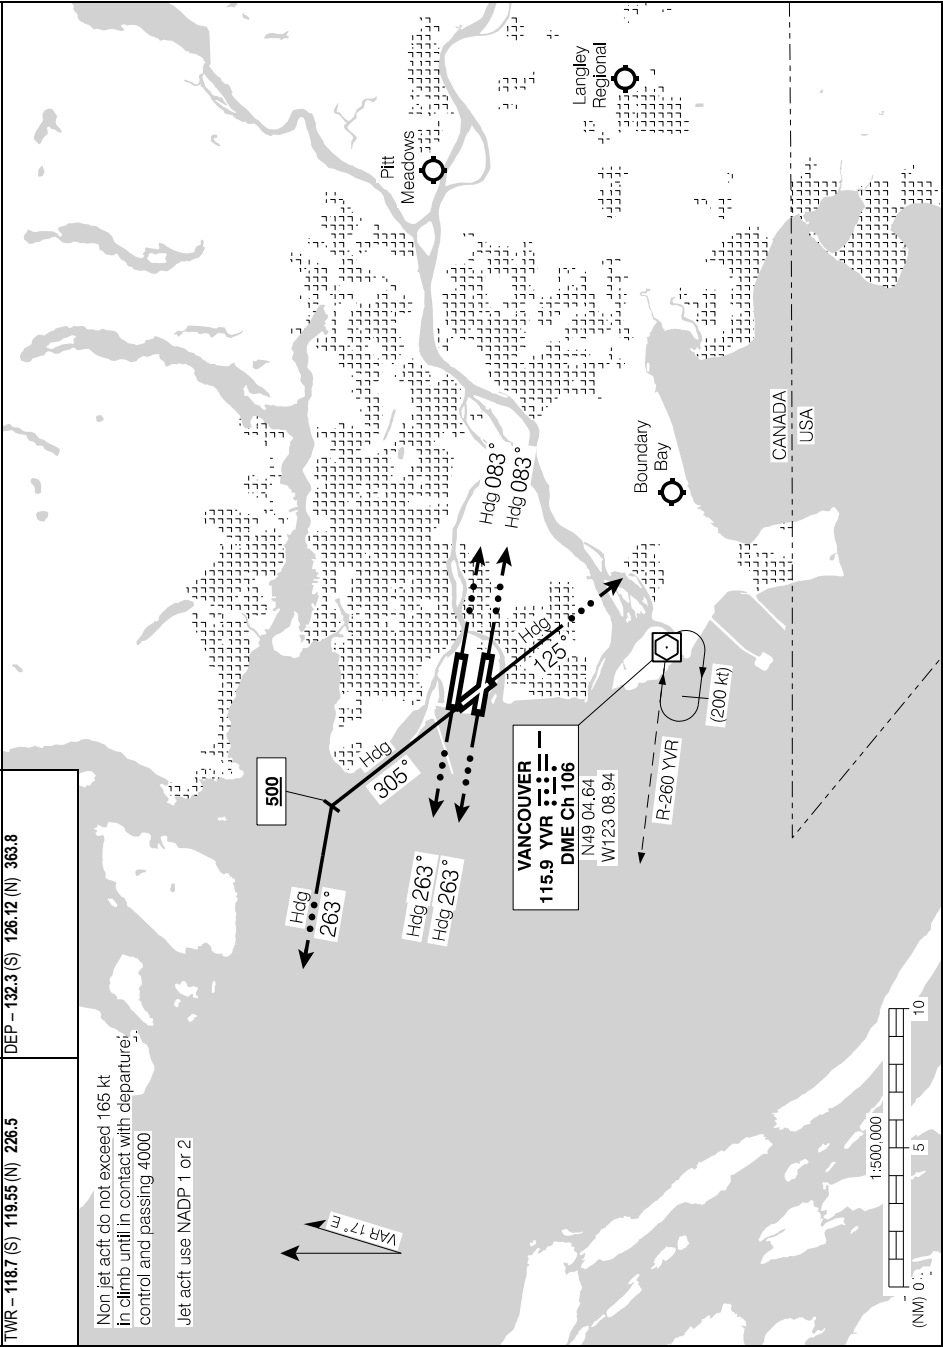 TWR – 118.7 (S) 119.55 (N) 226.5
DEP – 132.3 (S) 126.12 (N) 363.8
Non jet acft do not exceed 165 kt
in climb until in contact with departure
control and passing 4000
Jet acft use NADP 1 or 2
VAR 17° E
500
Hdg
263°
Hdg
305°
Hdg 263°
Hdg 263°
Hdg 083°
Hdg 083°
Hdg
125°
VANCOUVER
115.9 YVR
DME Ch 106
N49 04.64
W123 08.94
R-260 YVR
(200 kt)
Pitt
Meadows
Langley
Regional
Boundary
Bay
CANADA
USA
1:500,000
(NM) 0 5 10